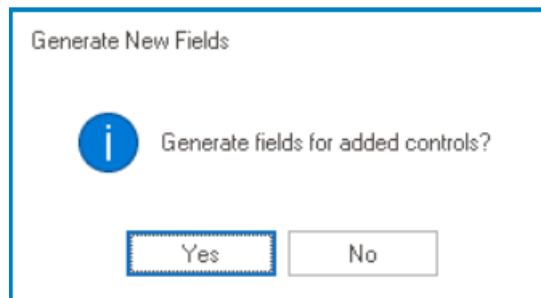 Generate New Fields
Generate fields for added controls?
Yes
No